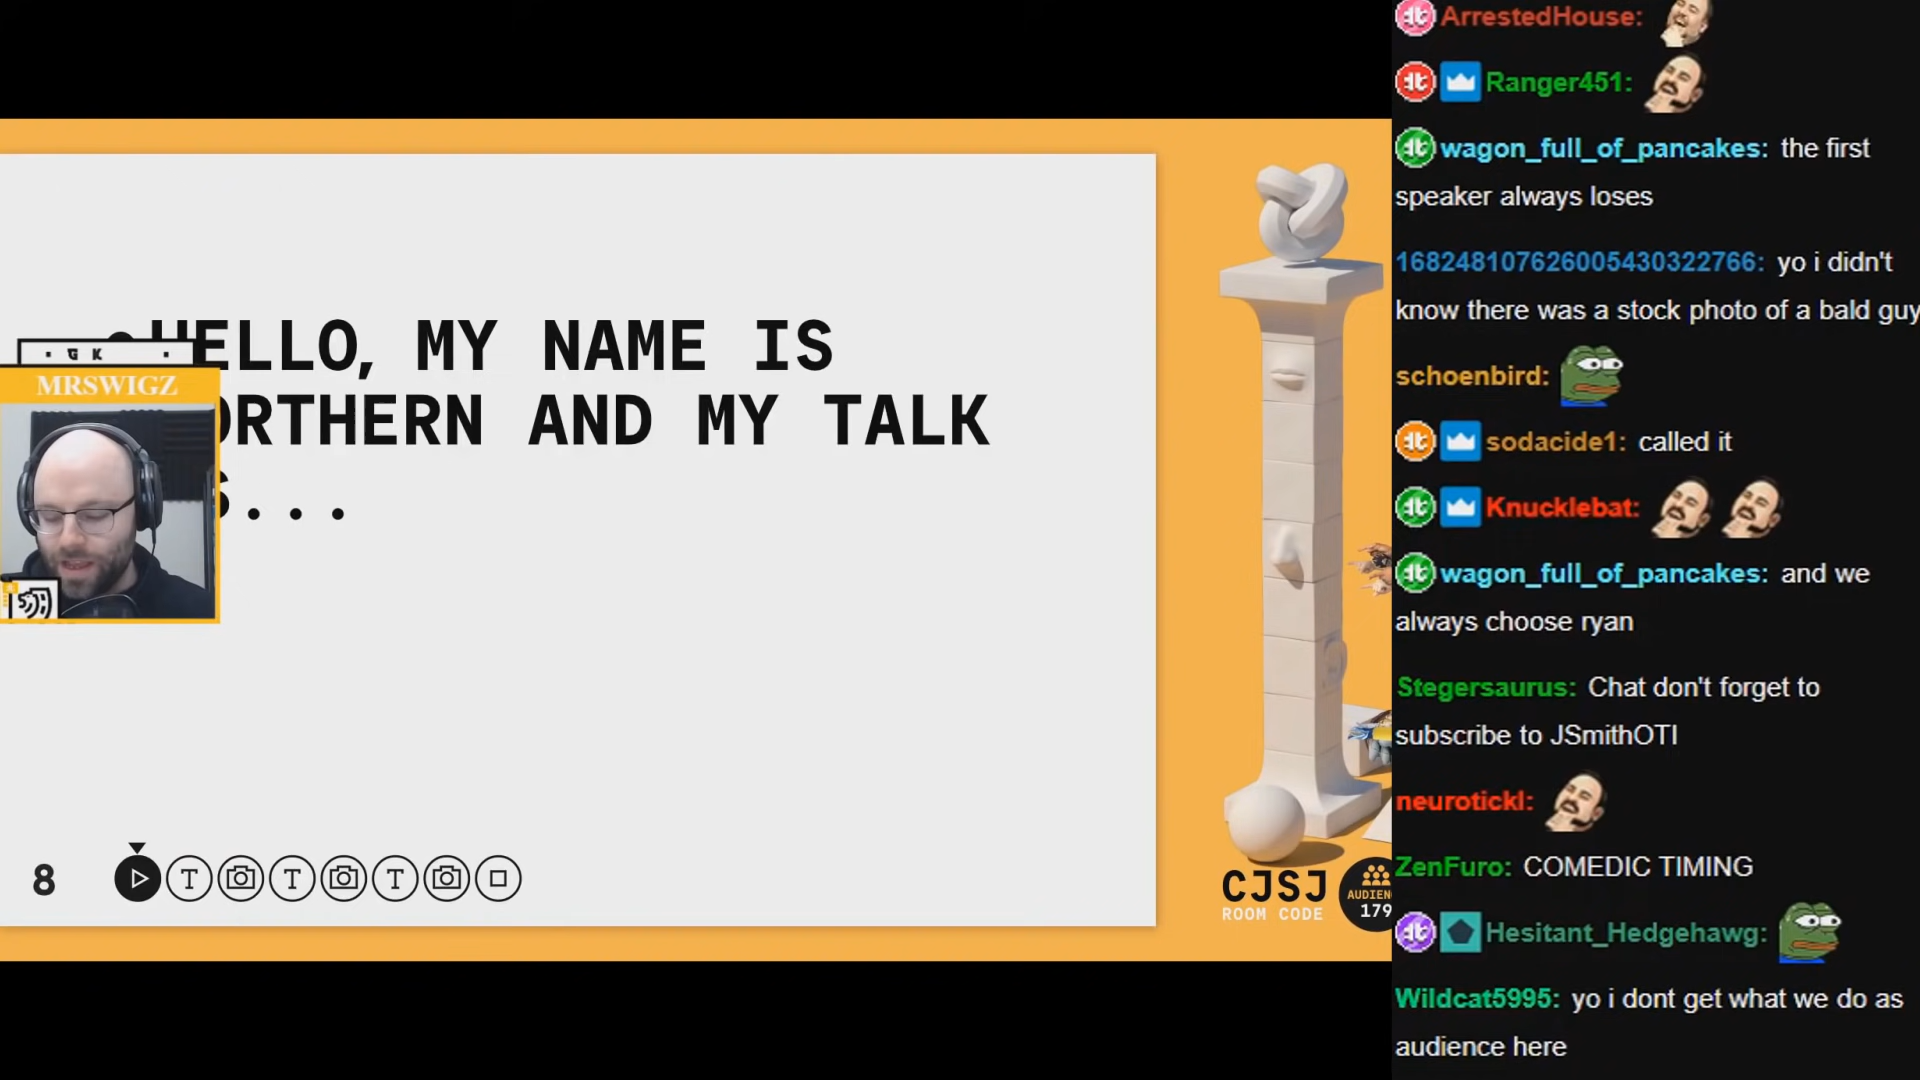 HELLO, MY NAME IS
ORTHERN AND MY TALK
S...
G K
MRSWIGZ
8
T
T
T
CJSJ
ROOM CODE
AUDIEN
179
ArrestedHouse:
Ranger451:
wagon_full_of_pancakes: the first
speaker always loses
168248107626005430322766: yo i didn't
know there was a stock photo of a bald guy
schoenbird:
sodacide1: called it
Knucklebat:
wagon_full_of_pancakes: and we
always choose ryan
Stegersaurus: Chat don't forget to
subscribe to JSmithOTI
neurotickl:
ZenFuro: COMEDIC TIMING
Hesitant_Hedgehawg:
Wildcat5995: yo i dont get what we do as
audience here